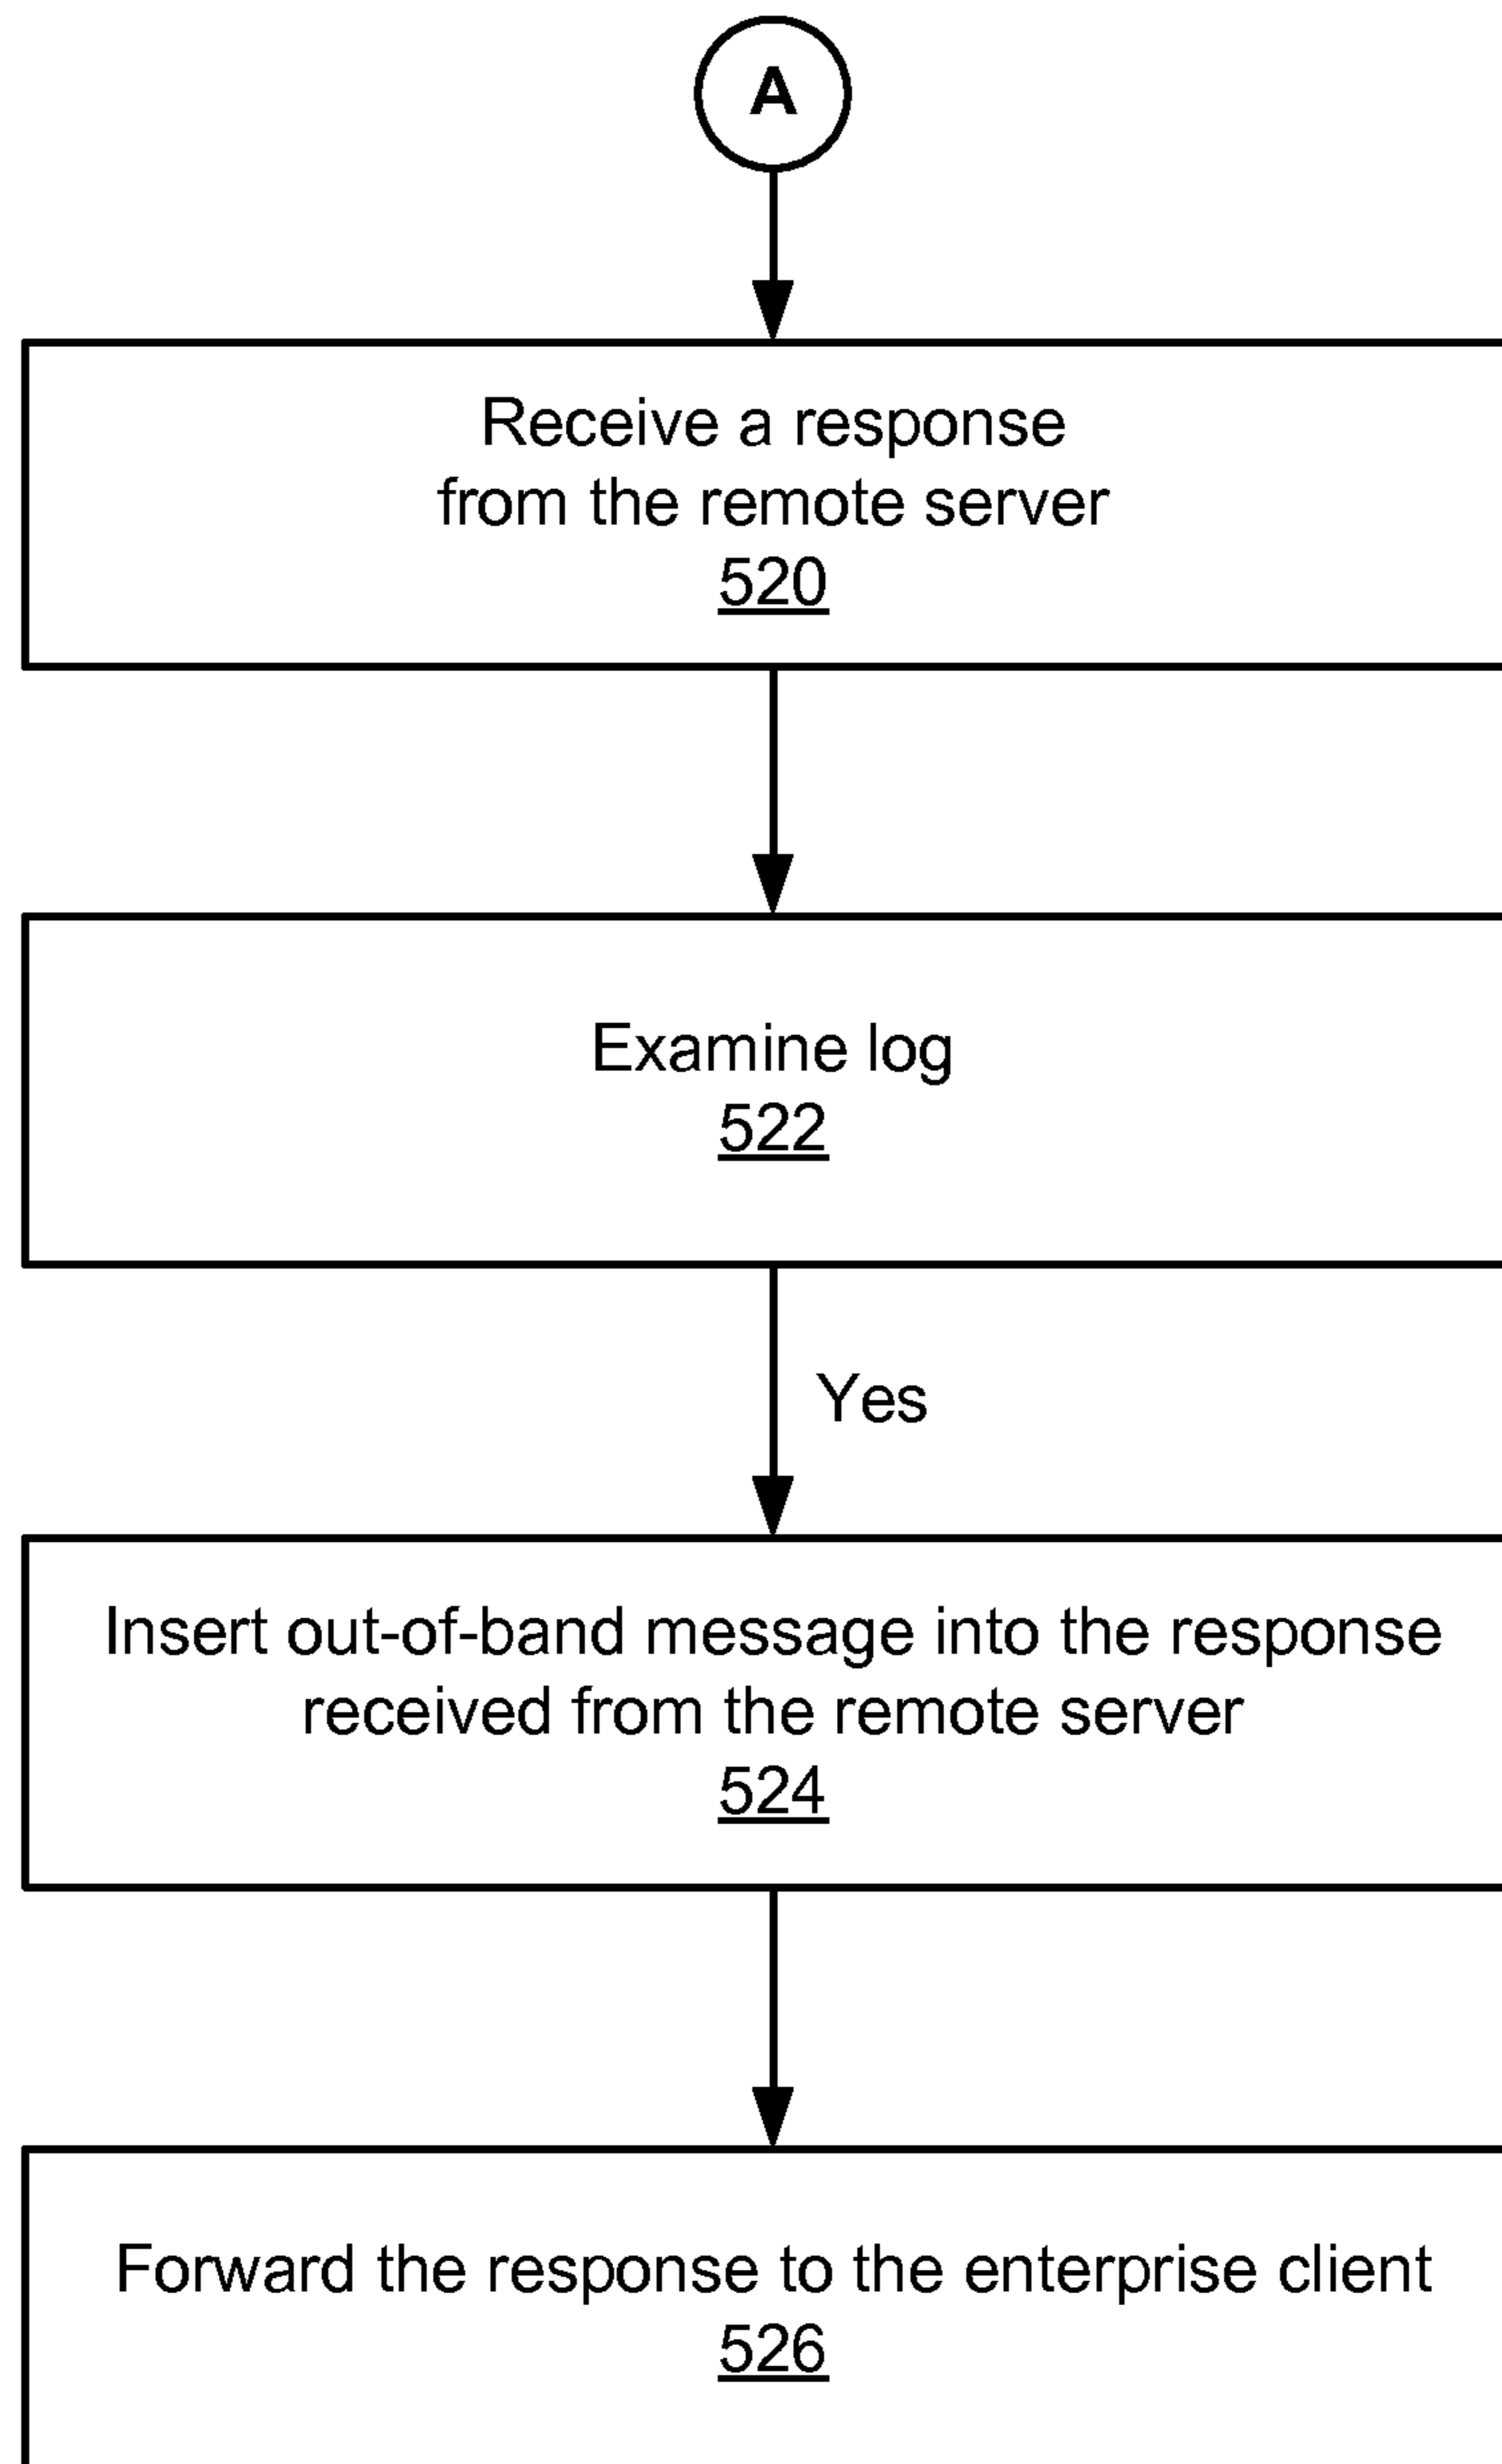 A
Receive a response
from the remote server
520
Examine log
522
Yes
Insert out-of-band message into the response
received from the remote server
524
Forward the response to the enterprise client
526